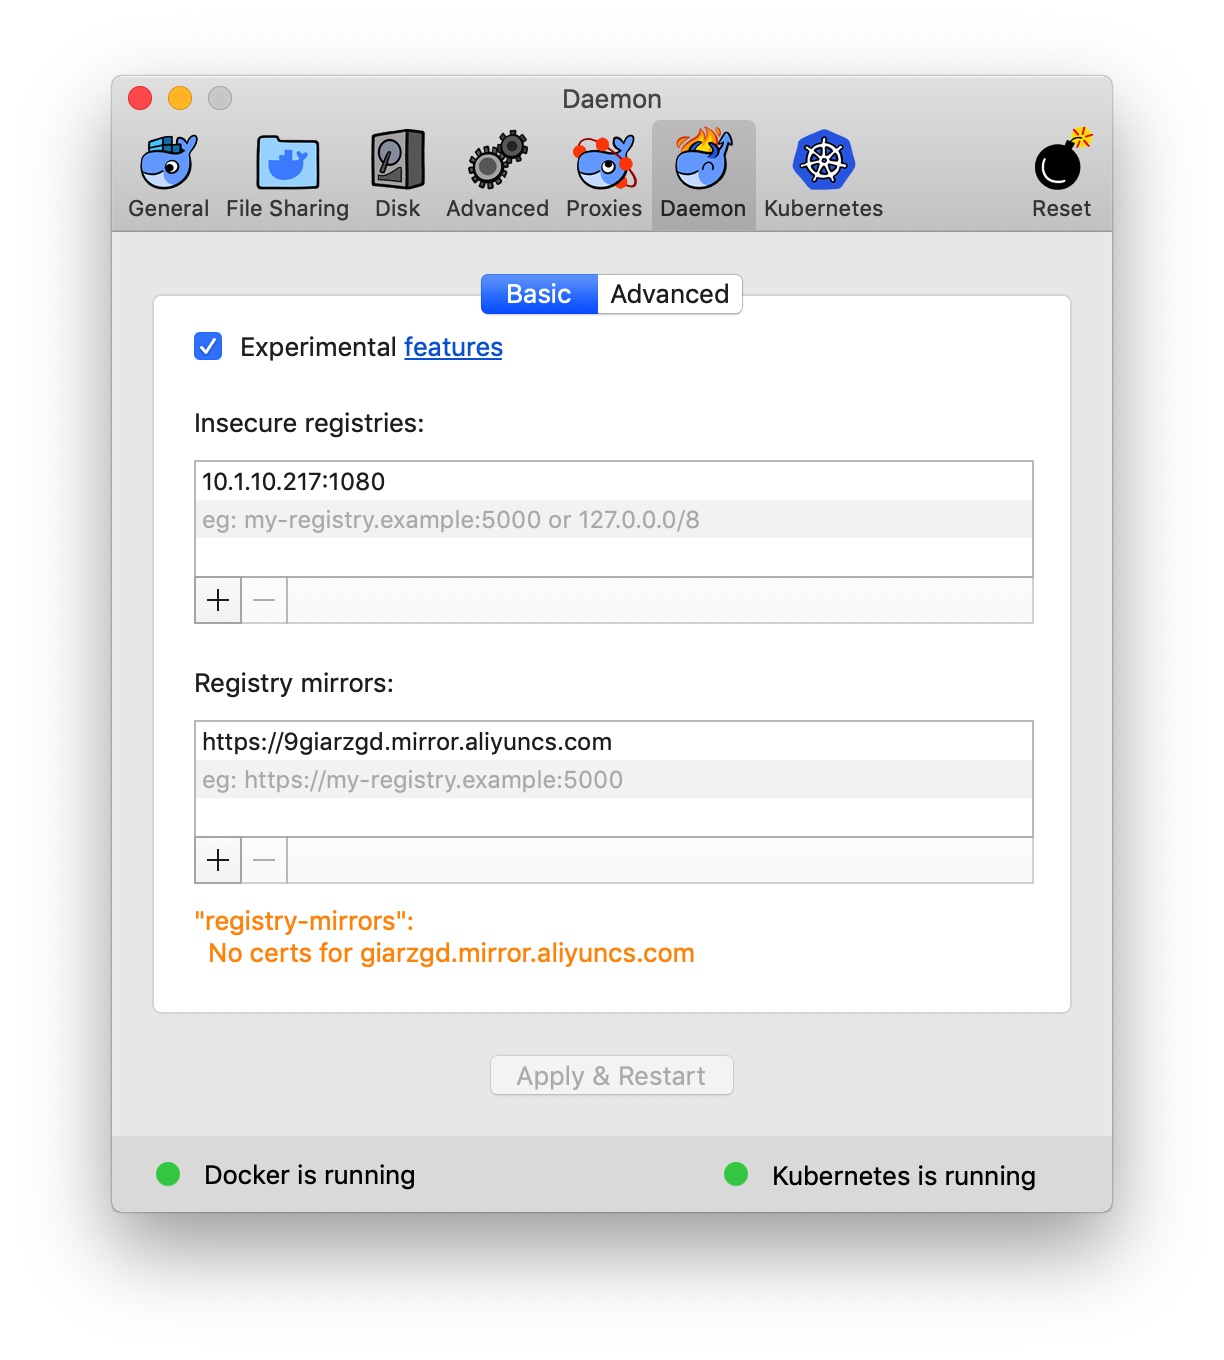 Daemon
General File Sharing Disk Advanced Proxies Daemon Kubernetes Reset
Basic Advanced
Experimental features
Insecure registries:
10.1.10.217:1080
eg: my-registry.example:5000 or 127.0.0.0/8
Registry mirrors:
https://9giarzgd.mirror.aliyuncs.com
eg: https://my-registry.example:5000
"registry-mirrors":
No certs for giarzgd.mirror.aliyuncs.com
Apply & Restart
Docker is running Kubernetes is running